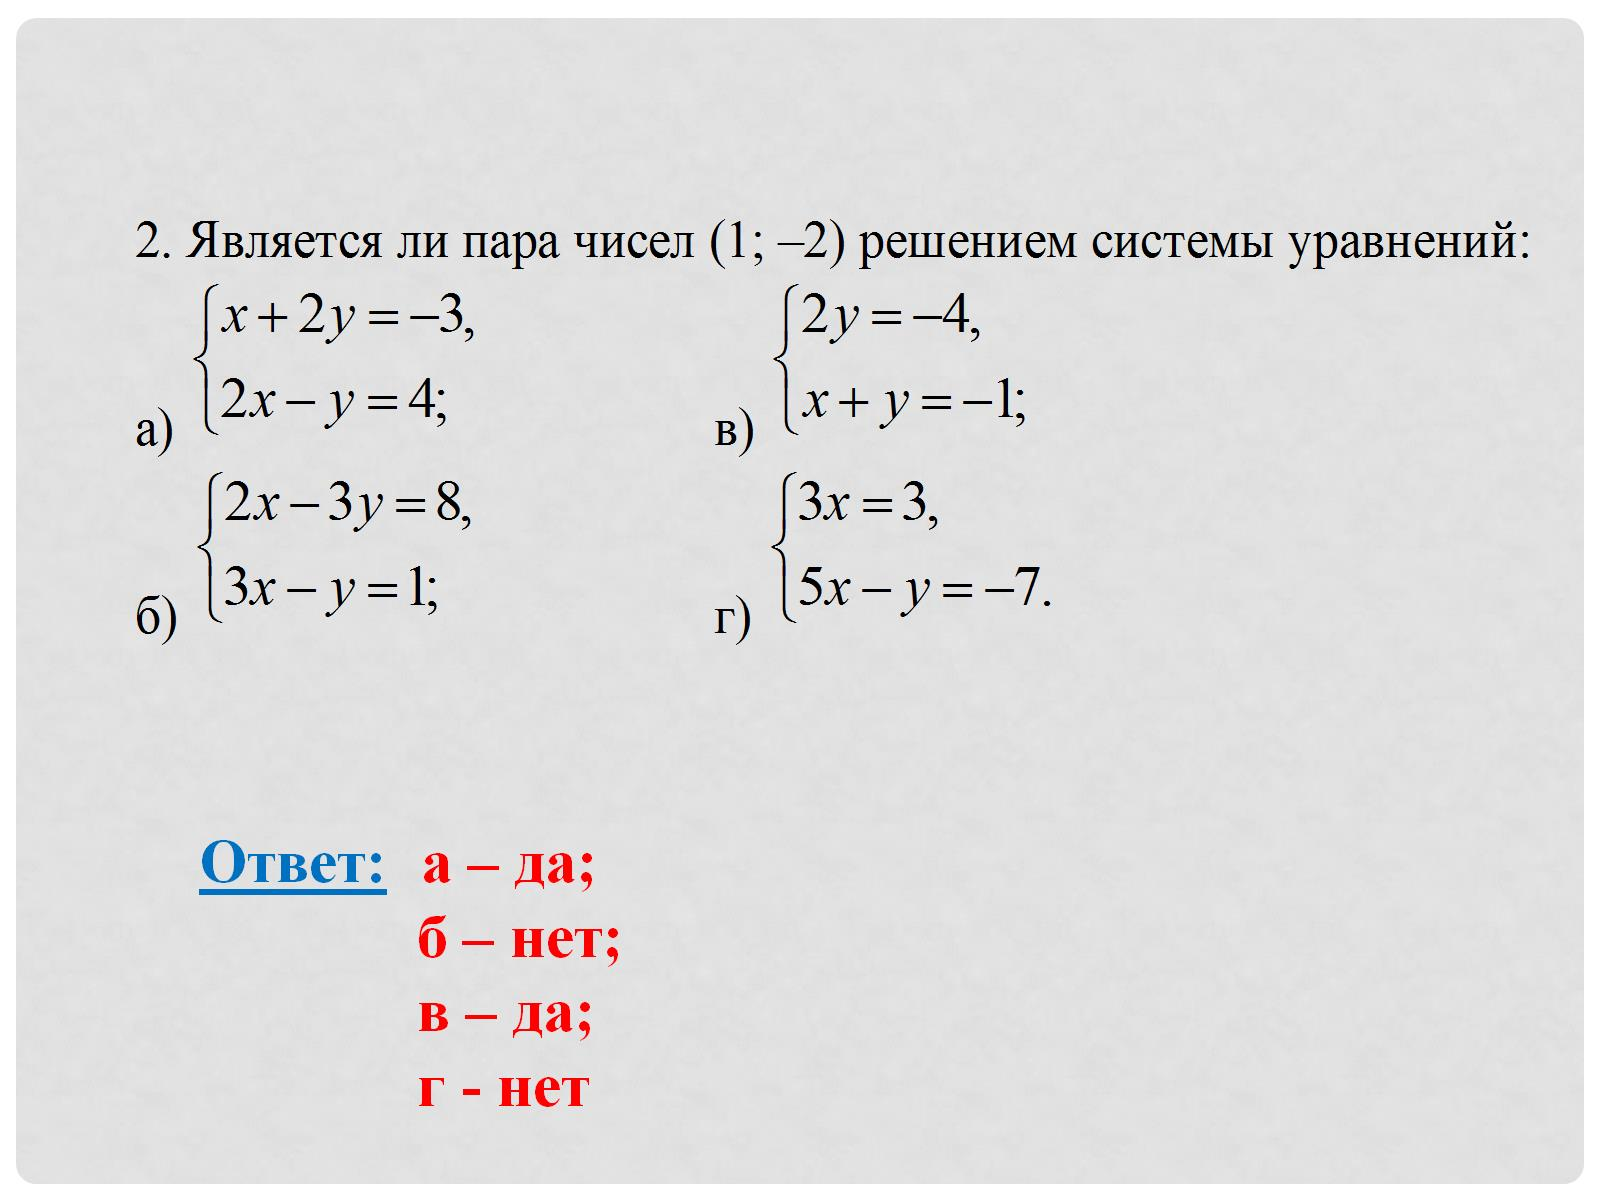 2. Является ли пара чисел (1; –2) решением системы уравнений:
x + 2y = –3,
2x – y = 4;
а)
2y = –4,
x + y = –1;
в)
2x – 3y = 8,
3x – y = 1;
б)
3x = 3,
5x – y = –7.
г)
Ответ: а – да;
б – нет;
в – да;
г - нет